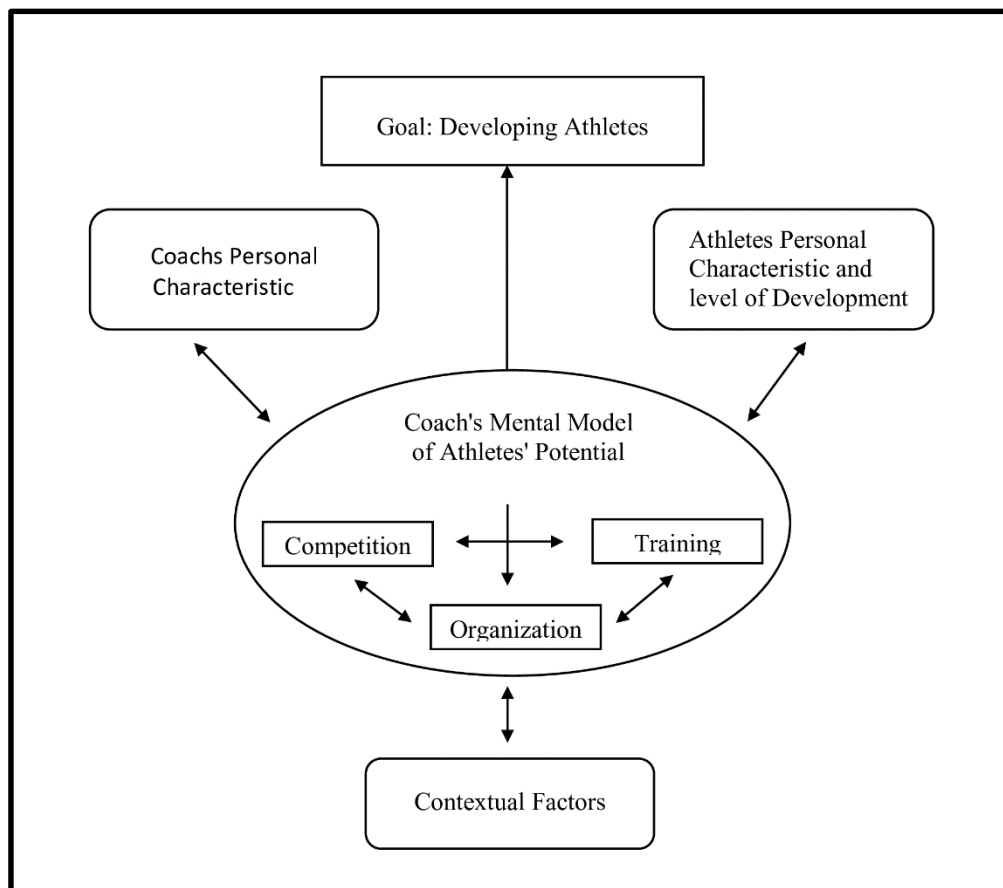 Goal: Developing Athletes
Coachs Personal
Characteristic
Athletes Personal
Characteristic and
level of Development
Coach's Mental Model
of Athletes' Potential
Competition
Training
Organization
Contextual Factors